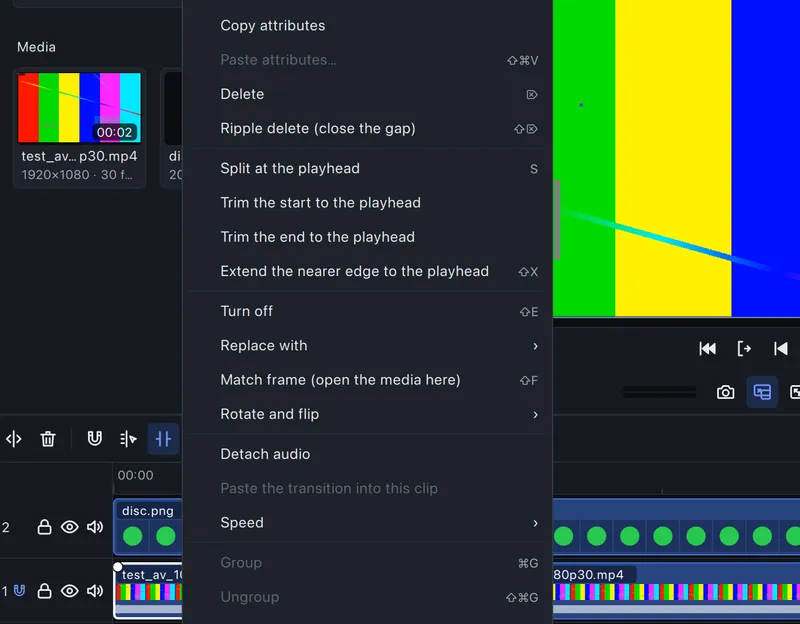 Media
00:02
test_av...p30.mp4
1920×1080 · 30 f...
di
20
Copy attributes
Paste attributes... ⇧⌘V
Delete ⌦
Ripple delete (close the gap) ⇧⌦
Split at the playhead S
Trim the start to the playhead
Trim the end to the playhead
Extend the nearer edge to the playhead ⇧X
Turn off ⇧E
Replace with ›
Match frame (open the media here) ⇧F
Rotate and flip ›
Detach audio
Paste the transition into this clip
Speed ›
Group ⌘G
Ungroup ⇧⌘G
00:00
2
disc.png
1
test_av_10
80p30.mp4